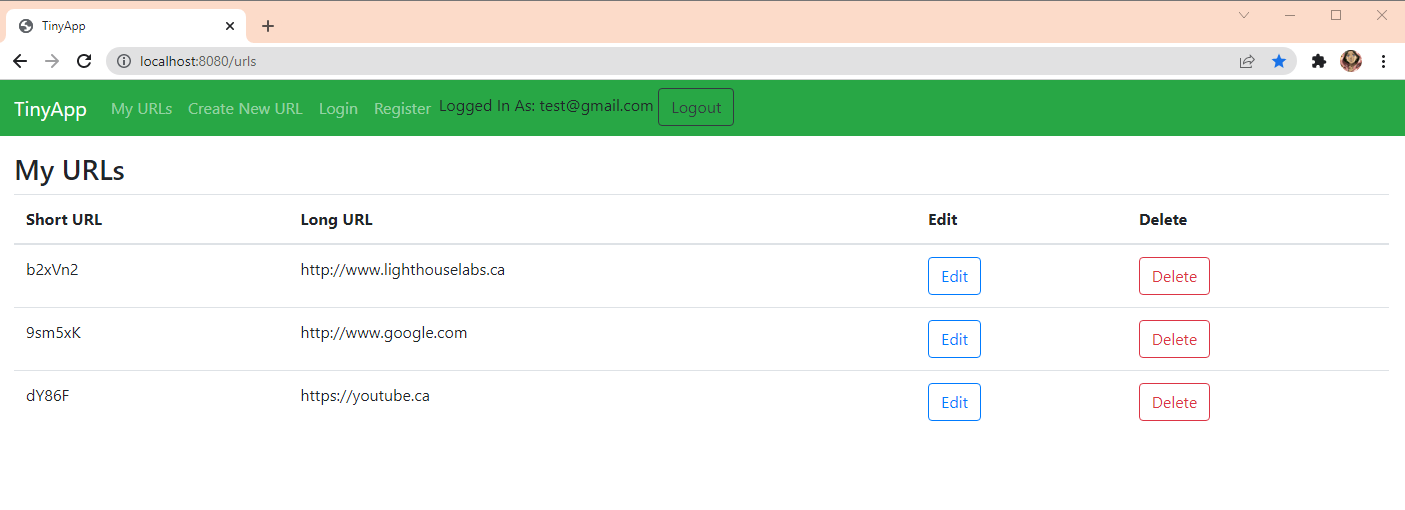 TinyApp
localhost:8080/urls
TinyApp My URLs Create New URL Login Register Logged In As: test@gmail.com Logout
My URLs
Short URL Long URL Edit Delete
b2xVn2 http://www.lighthouselabs.ca Edit Delete
9sm5xK http://www.google.com Edit Delete
dY86F https://youtube.ca Edit Delete